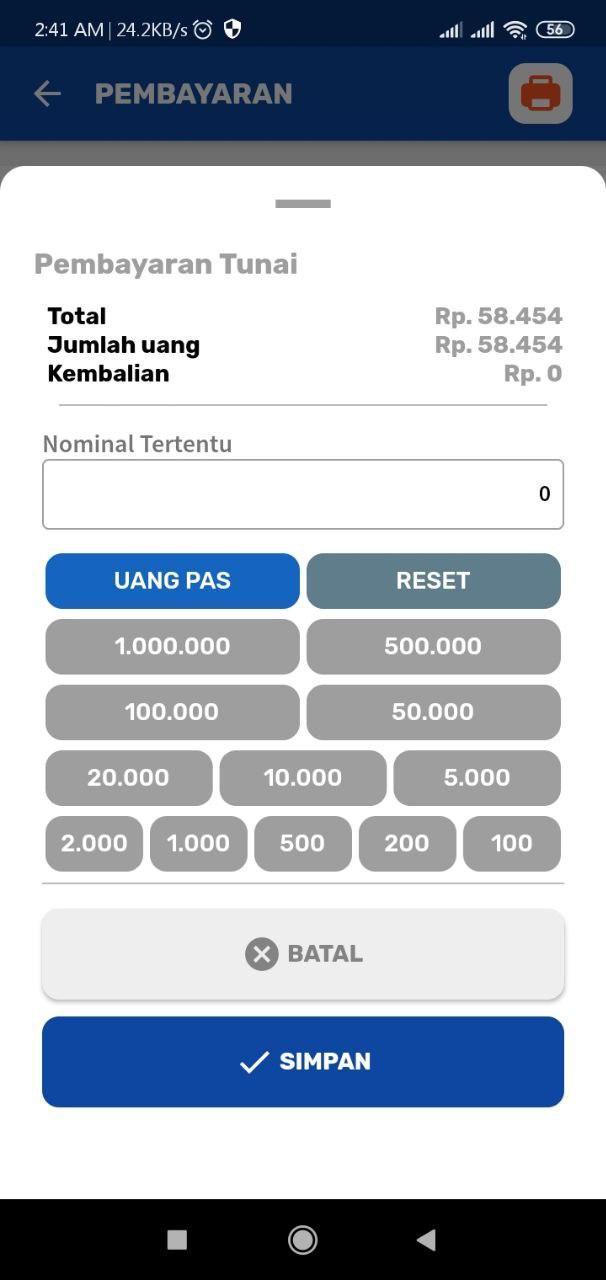 2:41 AM | 24.2KB/s 56
PEMBAYARAN
Pembayaran Tunai
Total Rp. 58.454
Jumlah uang Rp. 58.454
Kembalian Rp. 0
Nominal Tertentu
0
UANG PAS RESET
1.000.000 500.000
100.000 50.000
20.000 10.000 5.000
2.000 1.000 500 200 100
BATAL
SIMPAN